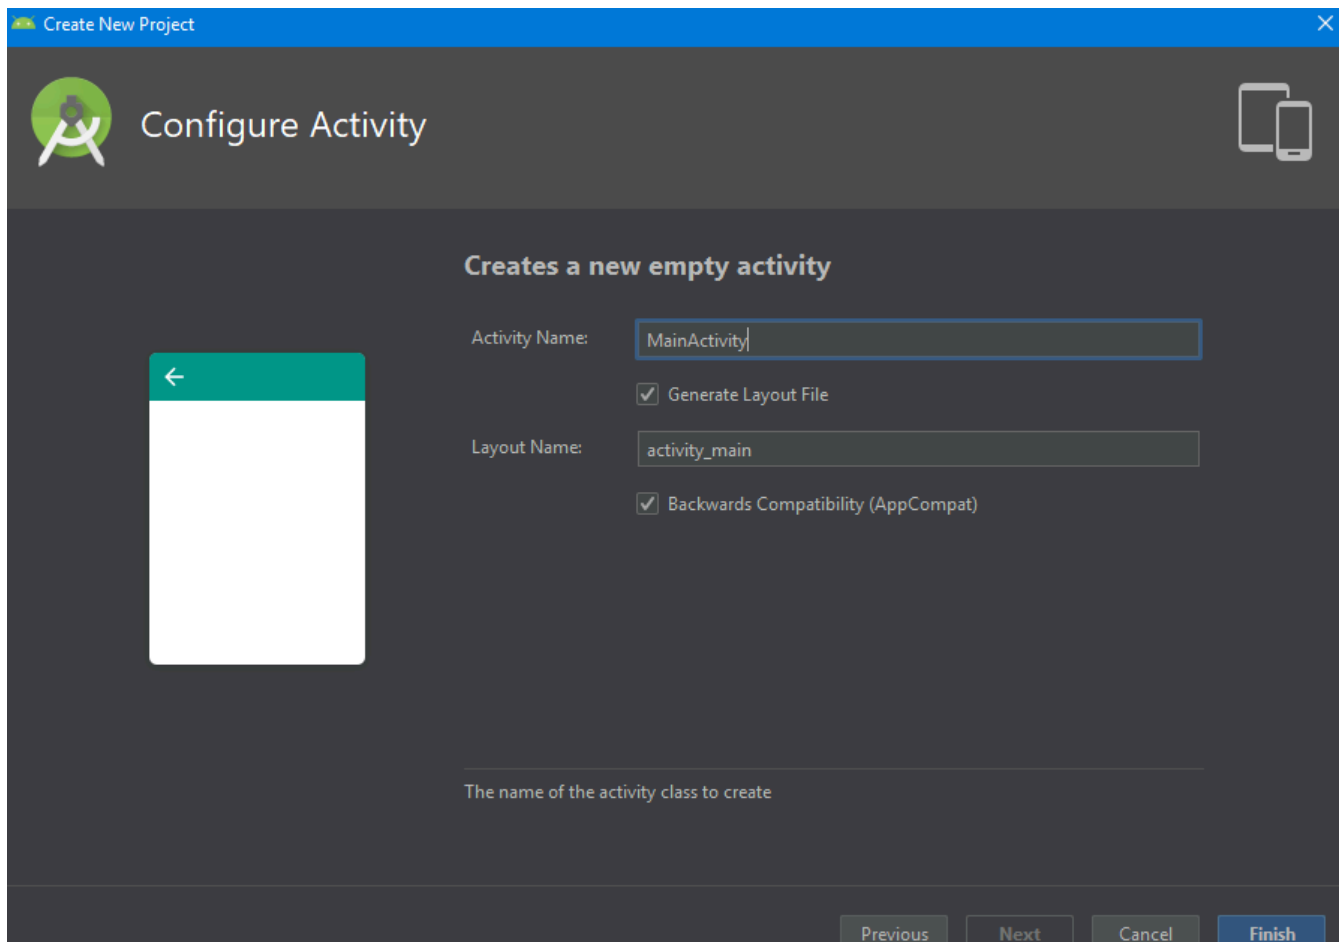 Create New Project
Configure Activity
Creates a new empty activity
Activity Name: MainActivity
Generate Layout File
Layout Name: activity_main
Backwards Compatibility (AppCompat)
The name of the activity class to create
Previous Next Cancel Finish